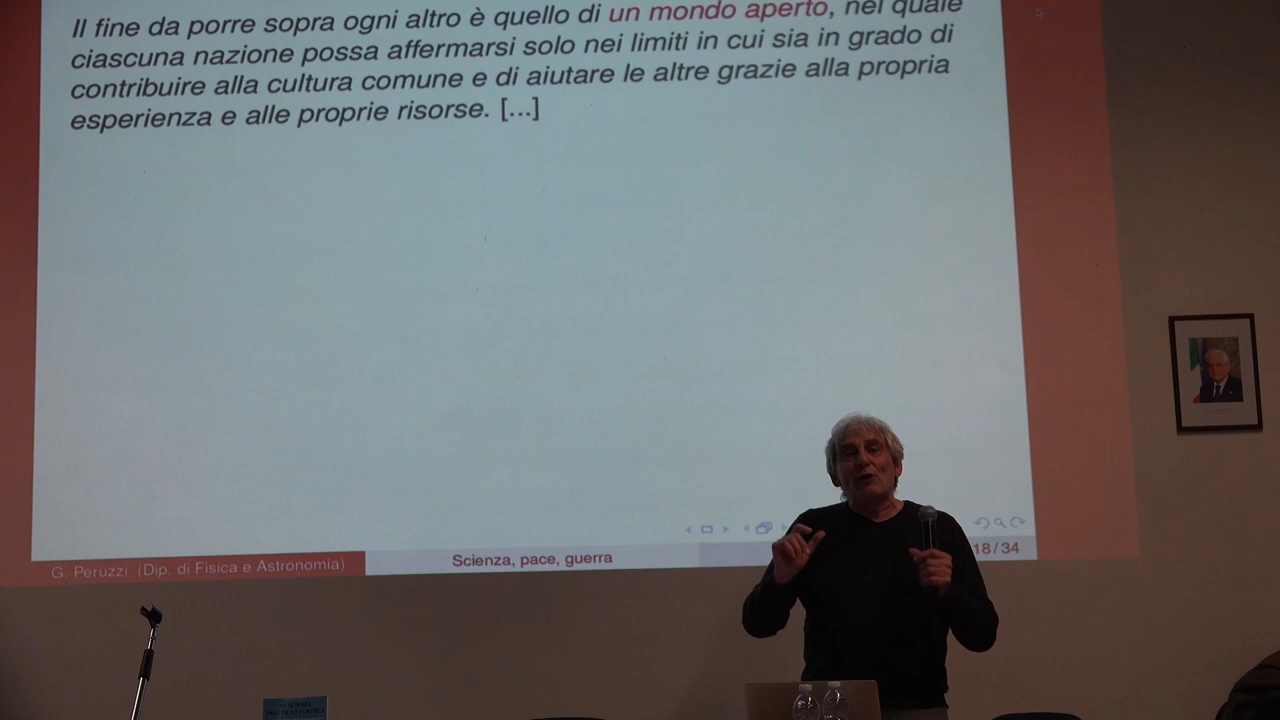 Il fine da porre sopra ogni altro è quello di un mondo aperto, nel quale
ciascuna nazione possa affermarsi solo nei limiti in cui sia in grado di
contribuire alla cultura comune e di aiutare le altre grazie alla propria
esperienza e alle proprie risorse. [...]
G. Peruzzi (Dip. di Fisica e Astronomia)
Scienza, pace, guerra
18/34